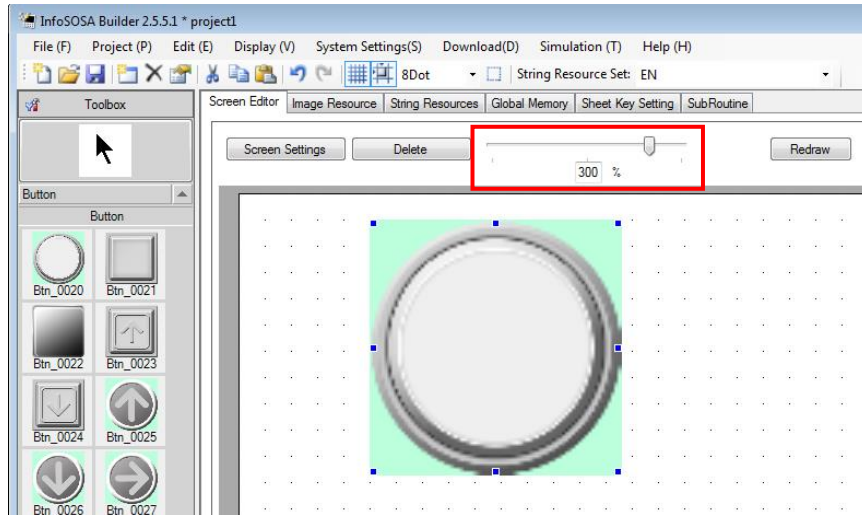 InfoSOSA Builder 2.5.5.1 * project1
File (F) Project (P) Edit (E) Display (V) System Settings(S) Download(D) Simulation (T) Help (H)
8Dot String Resource Set: EN
Toolbox
Screen Editor Image Resource String Resources Global Memory Sheet Key Setting SubRoutine
Screen Settings Delete 300 % Redraw
Button
Button
Btn_0020 Btn_0021
Btn_0022 Btn_0023
Btn_0024 Btn_0025
Btn_0026 Btn_0027